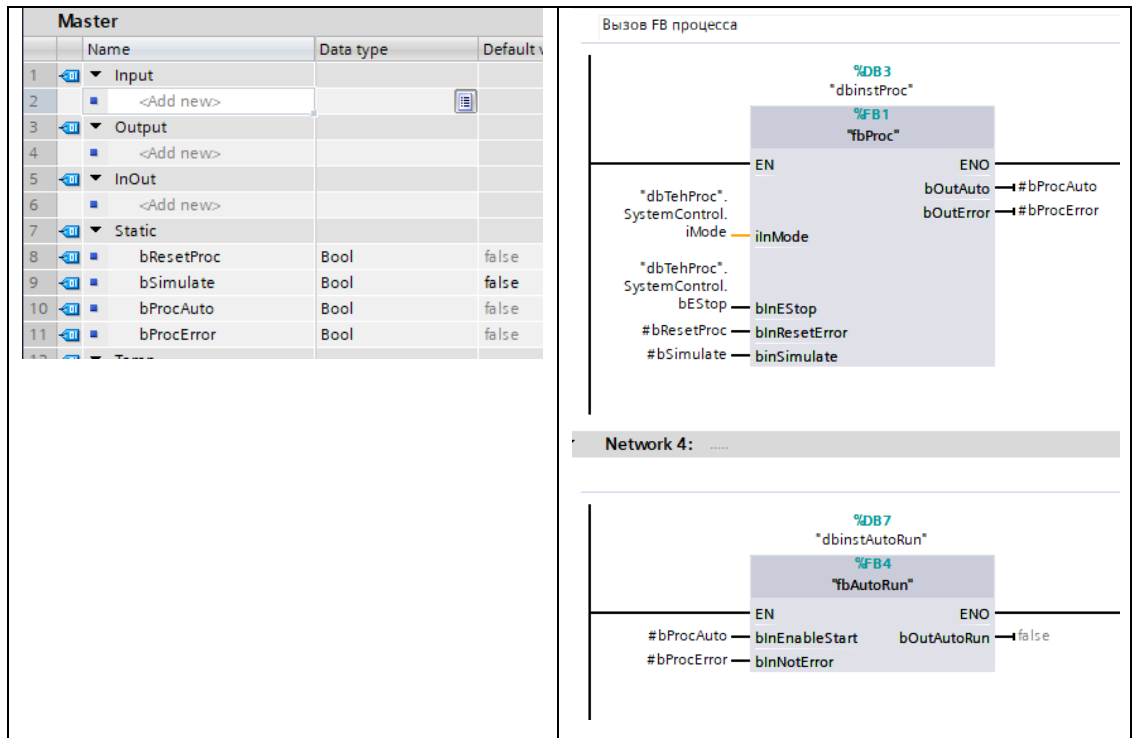 Master
Name Data type Default v
1 Input
2 <Add new>
3 Output
4 <Add new>
5 InOut
6 <Add new>
7 Static
8 bResetProc Bool false
9 bSimulate Bool false
10 bProcAuto Bool false
11 bProcError Bool false
Вызов FB процесса
%DB3
"dbinstProc"
%FB1
"fbProc"
EN ENO
bOutAuto #bProcAuto
bOutError #bProcError
"dbTehProc".
SystemControl.
iMode iInMode
"dbTehProc".
SystemControl.
bEStop bInEStop
#bResetProc bInResetError
#bSimulate binSimulate
Network 4: .....
%DB7
"dbinstAutoRun"
%FB4
"fbAutoRun"
EN ENO
#bProcAuto bInEnableStart bOutAutoRun false
#bProcError bInNotError